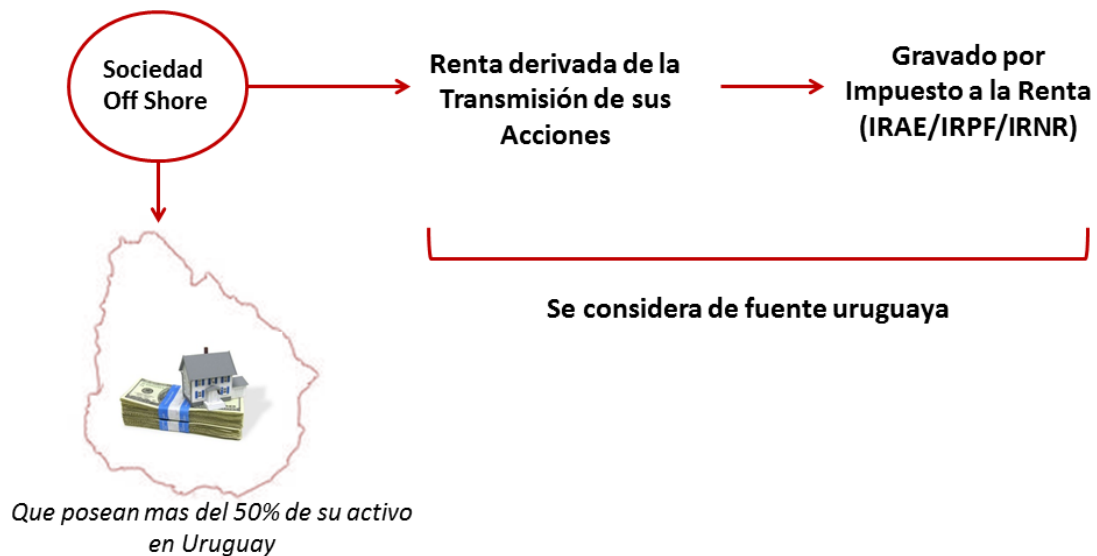 Sociedad
Off Shore
Renta derivada de la
Transmisión de sus
Acciones
Gravado por
Impuesto a la Renta
(IRAE/IRPF/IRNR)
Se considera de fuente uruguaya
Que posean mas del 50% de su activo
en Uruguay